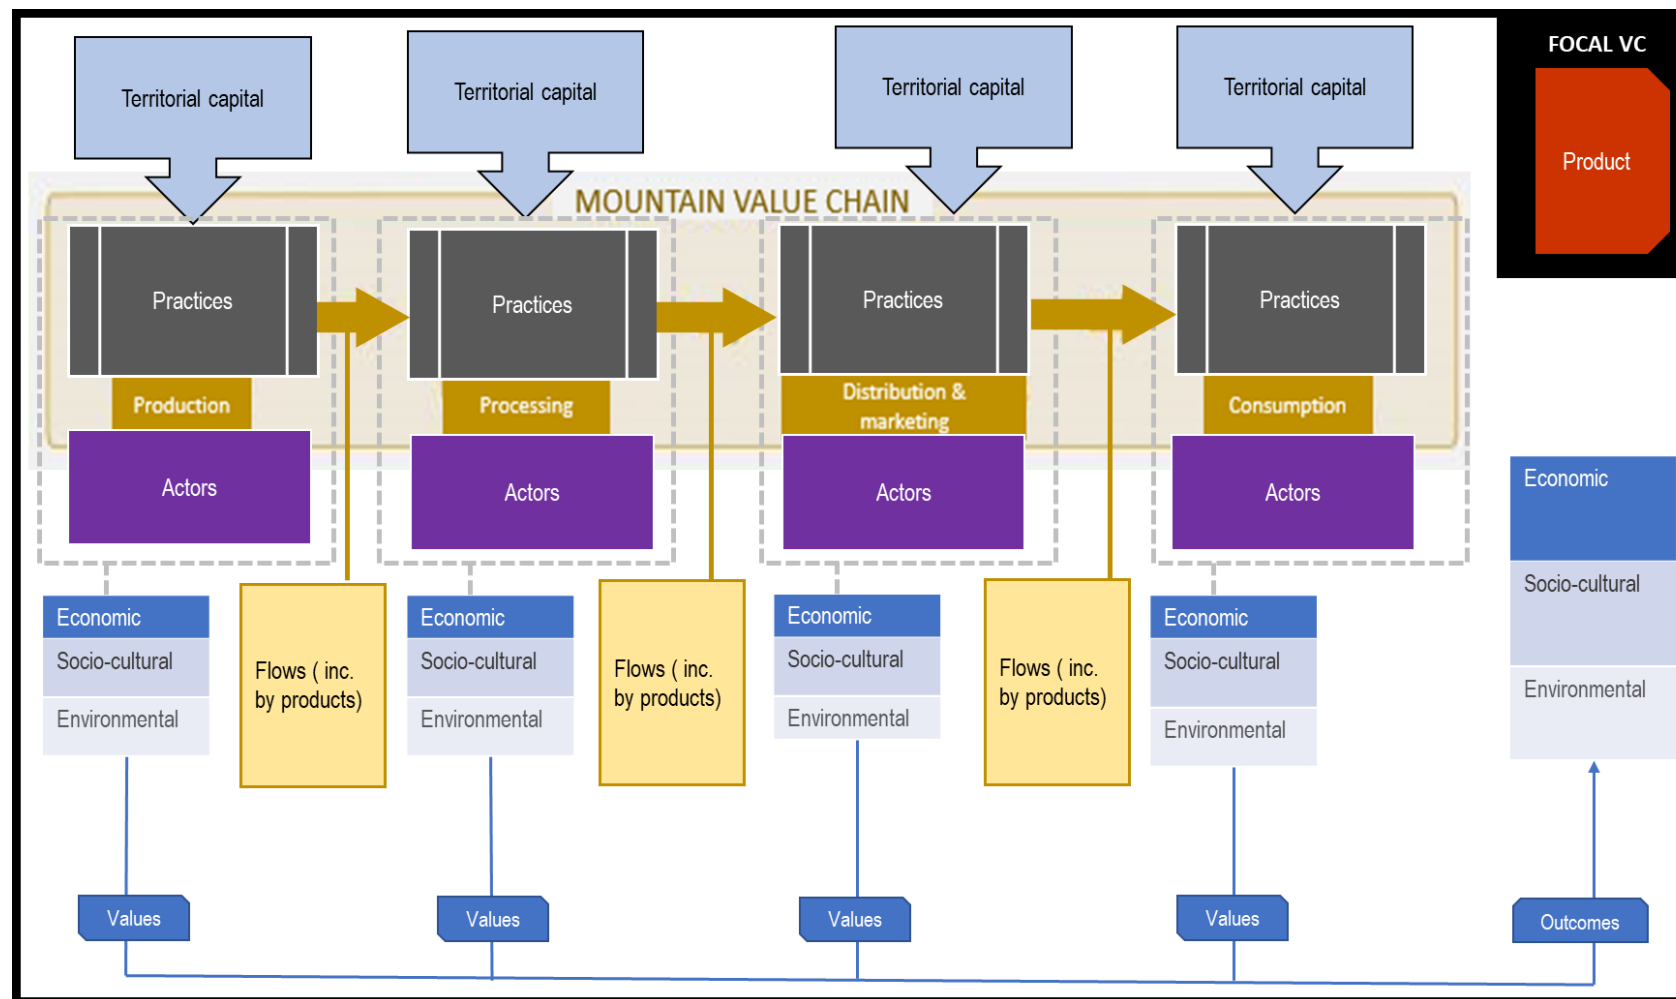 FOCAL VC
Product
Territorial capital
Territorial capital
Territorial capital
Territorial capital
MOUNTAIN VALUE CHAIN
Practices
Practices
Practices
Practices
Production
Processing
Distribution &
marketing
Consumption
Actors
Actors
Actors
Actors
Economic
Socio-cultural
Environmental
Flows ( inc.
by products)
Economic
Socio-cultural
Environmental
Flows ( inc.
by products)
Economic
Socio-cultural
Environmental
Flows ( inc.
by products)
Economic
Socio-cultural
Environmental
Economic
Socio-cultural
Environmental
Values
Values
Values
Values
Outcomes